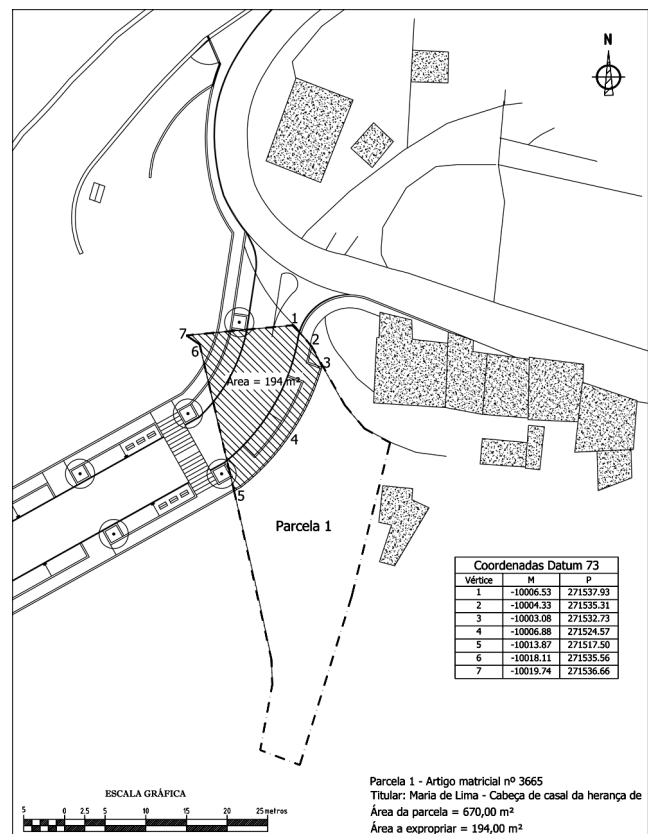 N
1
2
3
4
5
6
7
Área = 194 m²
Parcela 1
Coordenadas Datum 73
Vértice M P
1 -10006.53 271537.93
2 -10004.33 271535.31
3 -10003.08 271532.73
4 -10006.88 271524.57
5 -10013.87 271517.50
6 -10018.11 271535.56
7 -10019.74 271536.66
ESCALA GRÁFICA
5 0 2.5 5 10 15 20 25 metros
Parcela 1 - Artigo matricial nº 3665
Titular: Maria de Lima - Cabeça de casal da herança de
Área da parcela = 670,00 m²
Área a expropriar = 194,00 m²